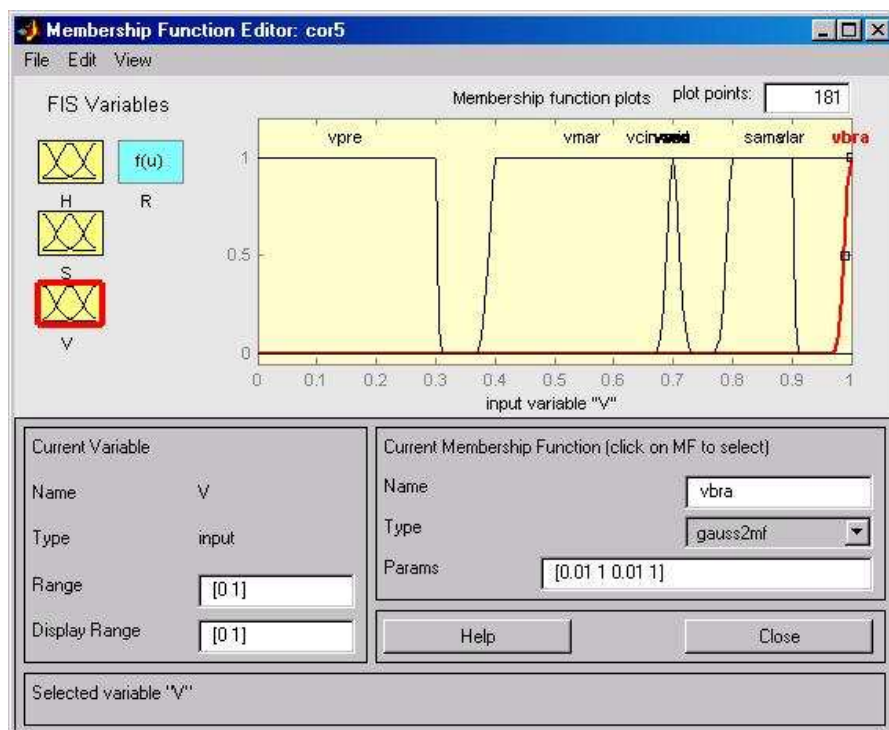 Membership Function Editor: cor5
File Edit View
FIS Variables
Membership function plots plot points: 181
f(u)
H R
S
V
vpre vmar vbra
1
0.5
0
0 0.1 0.2 0.3 0.4 0.5 0.6 0.7 0.8 0.9 1
input variable "V"
Current Variable
Name V
Type input
Range [0 1]
Display Range [0 1]
Current Membership Function (click on MF to select)
Name vbra
Type gauss2mf
Params [0.01 1 0.01 1]
Help Close
Selected variable "V"